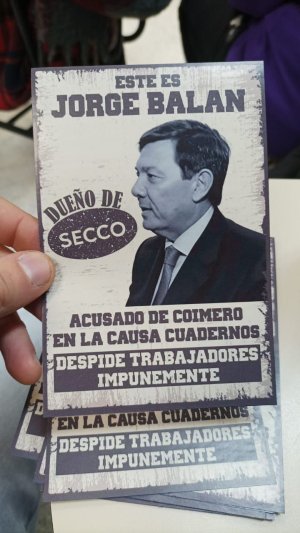 ESTE ES
JORGE BALAN
DUEÑO DE
SECCO
ACUSADO DE COIMERO
EN LA CAUSA CUADERNOS
DESPIDE TRABAJADORES
IMPUNEMENTE
EN LA CAUSA CUADERNOS
DESPIDE TRABAJADORES
IMPUNEMENTE